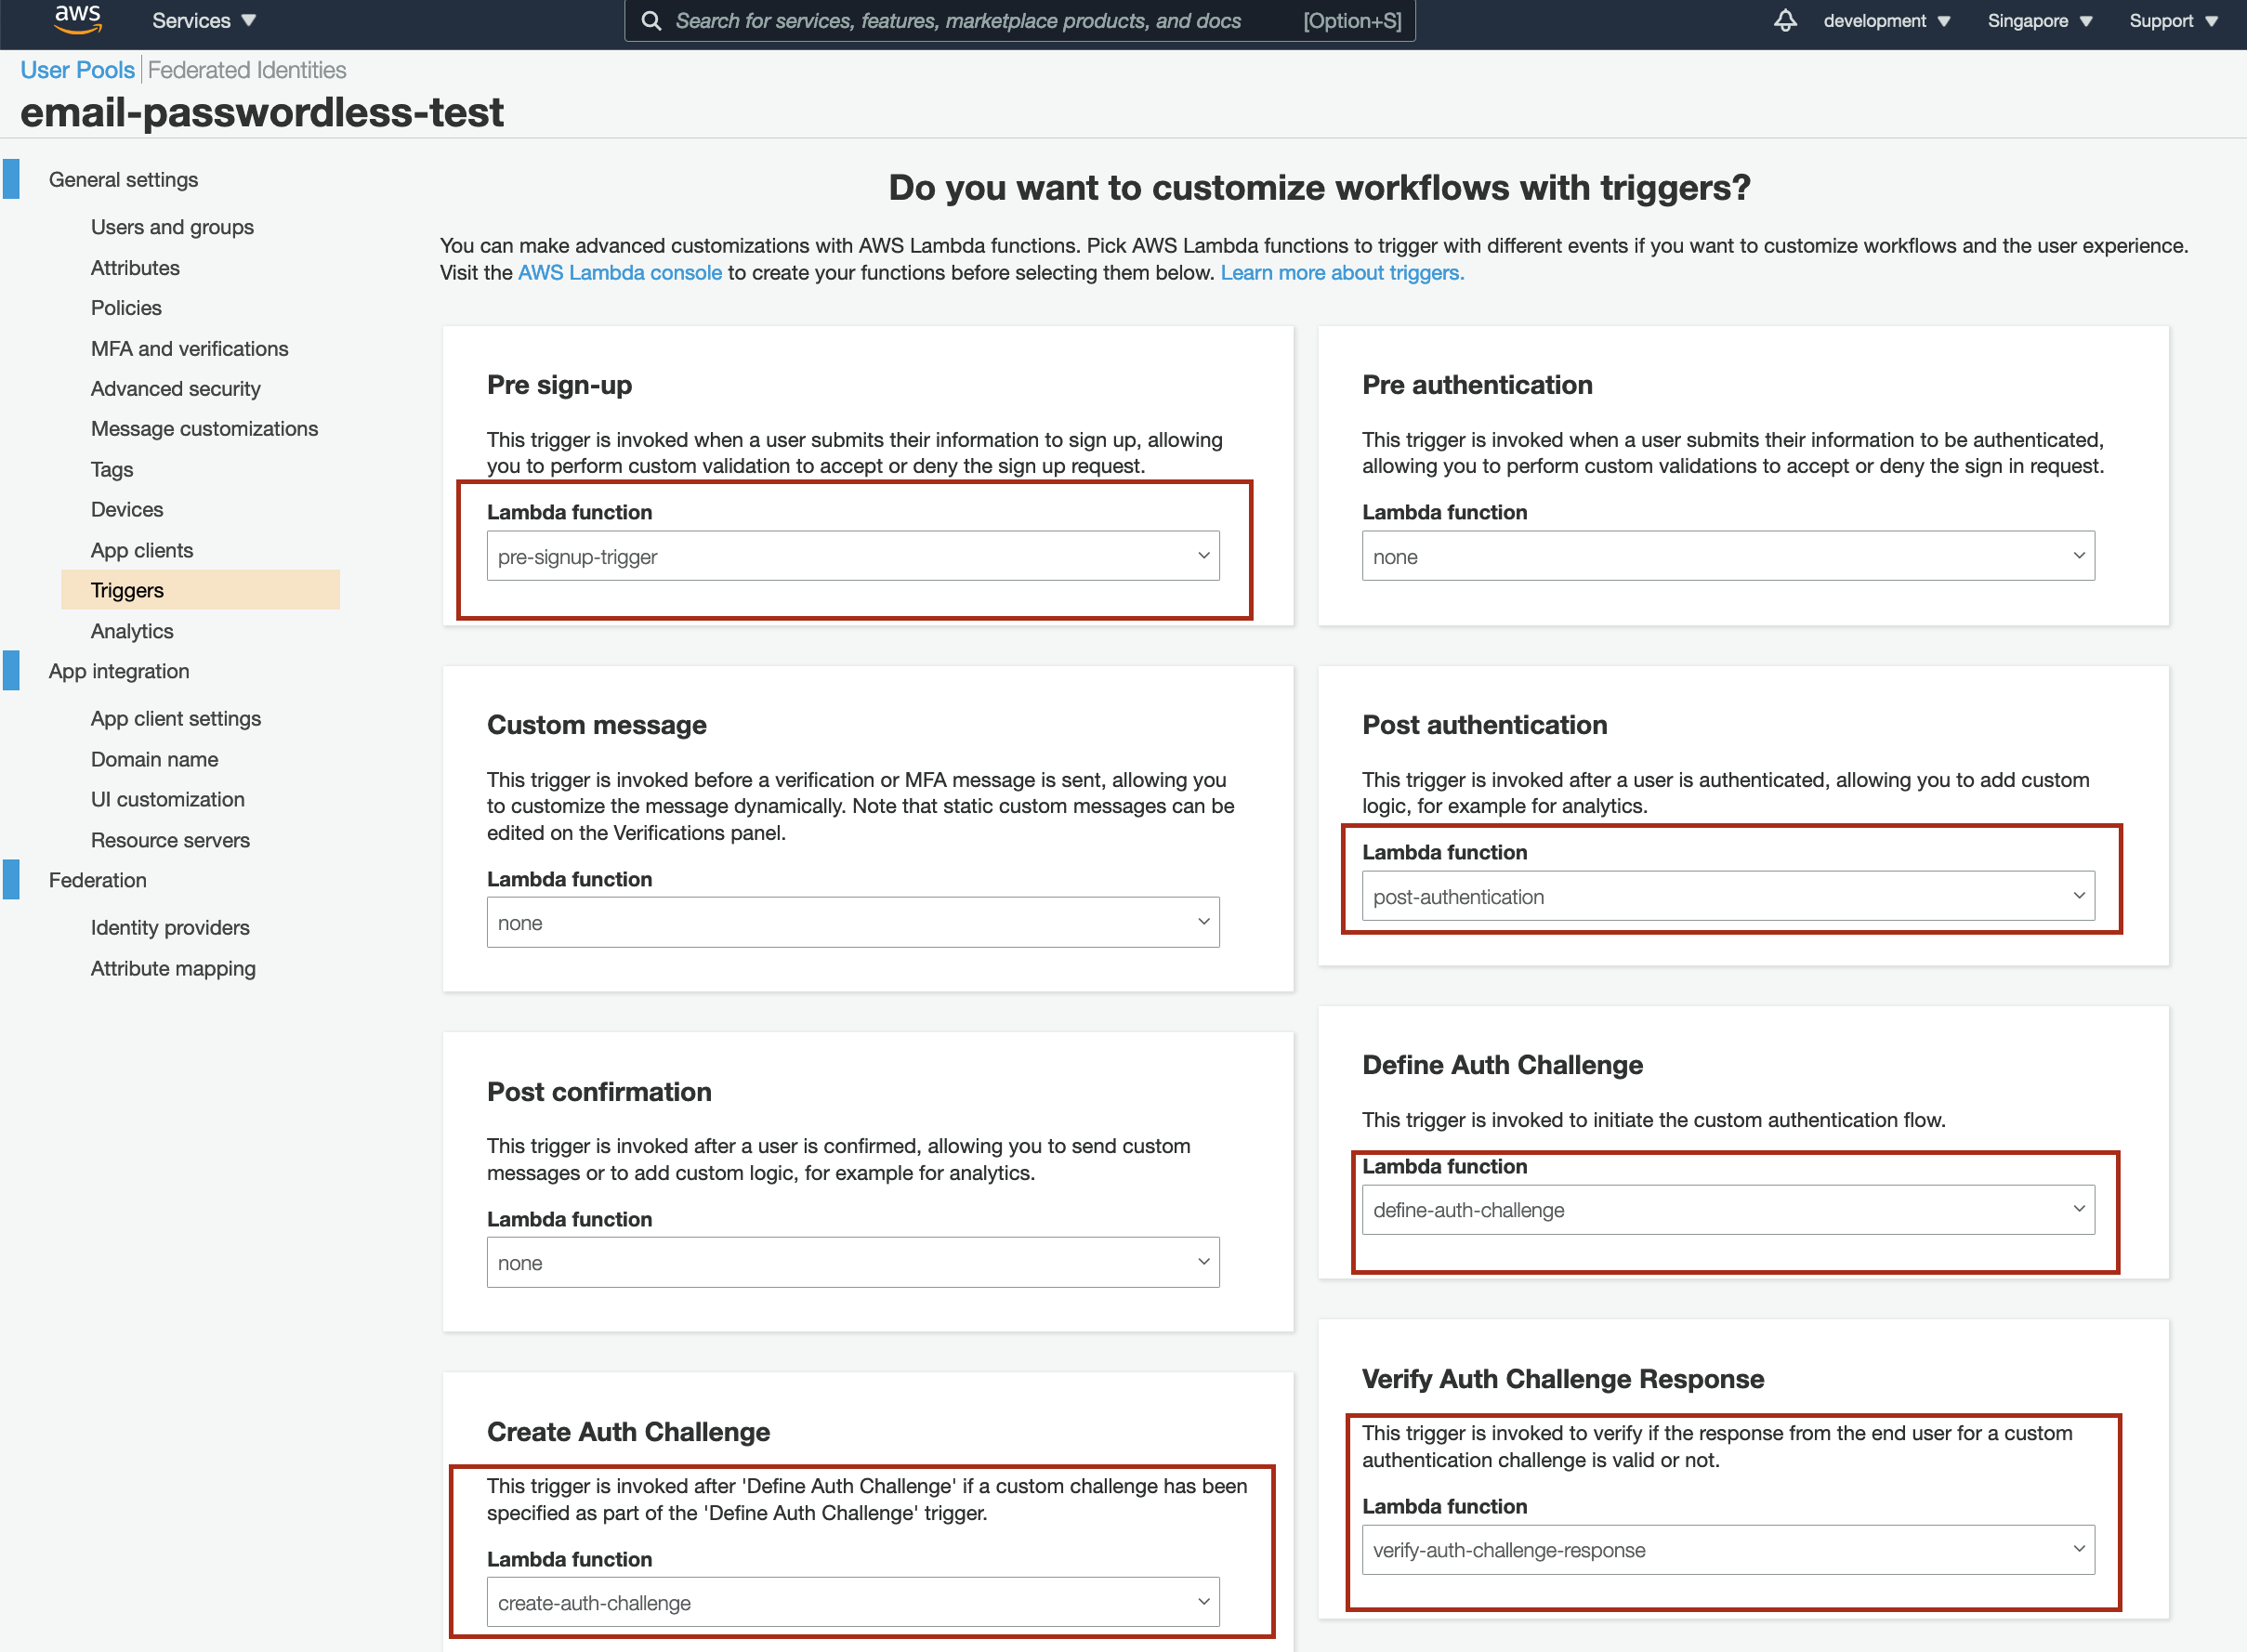 aws
Services
Search for services, features, marketplace products, and docs
[Option+S]
development
Singapore
Support
User Pools
Federated Identities
email-passwordless-test
General settings
Users and groups
Attributes
Policies
MFA and verifications
Advanced security
Message customizations
Tags
Devices
App clients
Triggers
Analytics
App integration
App client settings
Domain name
UI customization
Resource servers
Federation
Identity providers
Attribute mapping
Do you want to customize workflows with triggers?
You can make advanced customizations with AWS Lambda functions. Pick AWS Lambda functions to trigger with different events if you want to customize workflows and the user experience.
Visit the AWS Lambda console to create your functions before selecting them below. Learn more about triggers.
Pre sign-up
This trigger is invoked when a user submits their information to sign up, allowing
you to perform custom validation to accept or deny the sign up request.
Lambda function
pre-signup-trigger
Pre authentication
This trigger is invoked when a user submits their information to be authenticated,
allowing you to perform custom validations to accept or deny the sign in request.
Lambda function
none
Custom message
This trigger is invoked before a verification or MFA message is sent, allowing you
to customize the message dynamically. Note that static custom messages can be
edited on the Verifications panel.
Lambda function
none
Post authentication
This trigger is invoked after a user is authenticated, allowing you to add custom
logic, for example for analytics.
Lambda function
post-authentication
Post confirmation
This trigger is invoked after a user is confirmed, allowing you to send custom
messages or to add custom logic, for example for analytics.
Lambda function
none
Define Auth Challenge
This trigger is invoked to initiate the custom authentication flow.
Lambda function
define-auth-challenge
Create Auth Challenge
This trigger is invoked after 'Define Auth Challenge' if a custom challenge has been
specified as part of the 'Define Auth Challenge' trigger.
Lambda function
create-auth-challenge
Verify Auth Challenge Response
This trigger is invoked to verify if the response from the end user for a custom
authentication challenge is valid or not.
Lambda function
verify-auth-challenge-response